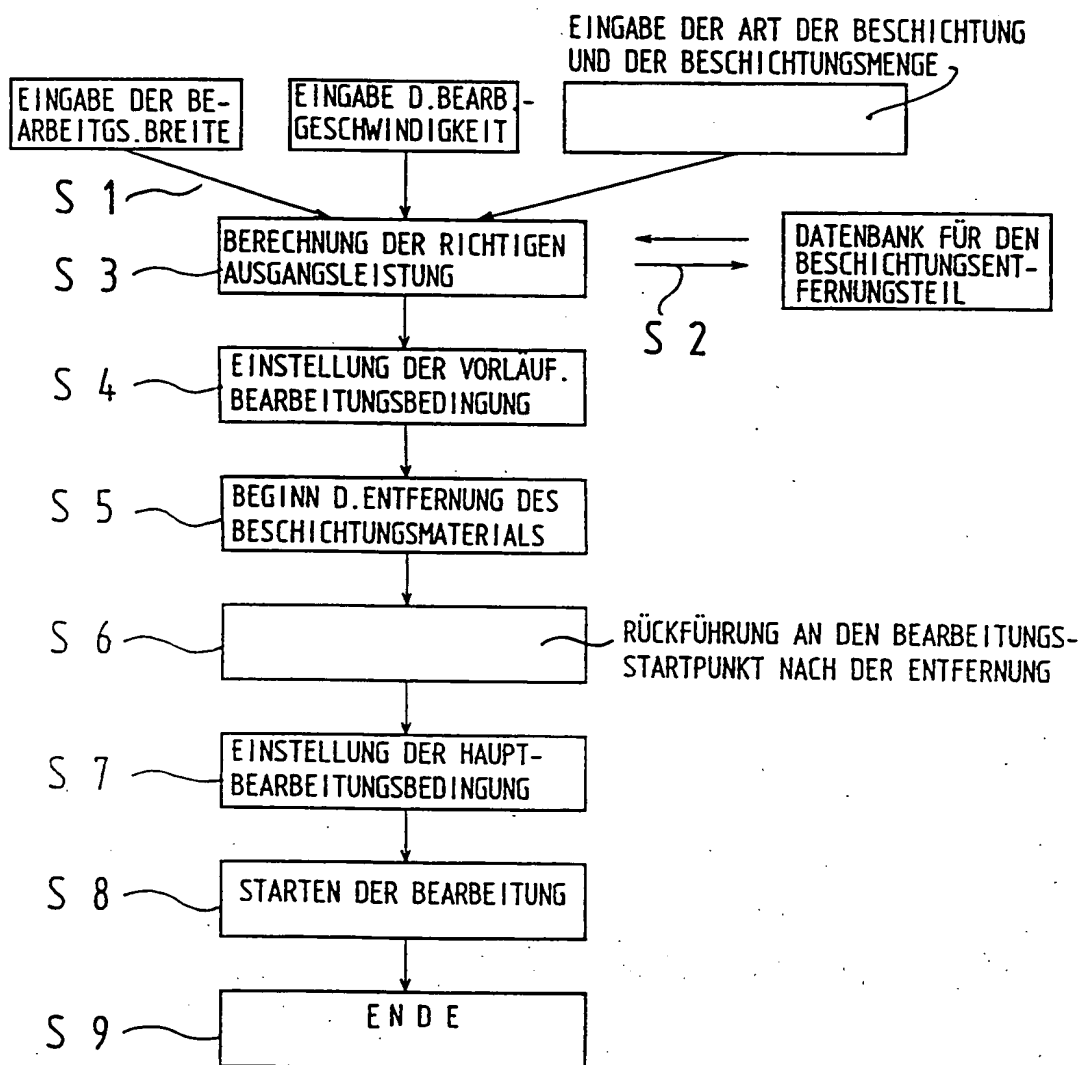 EINGABE DER ART DER BESCHICHTUNG
UND DER BESCHICHTUNGSMENGE
EINGABE DER BE-
ARBEITGS.BREITE
EINGABE D.BEARB.-
GESCHWINDIGKEIT
S 1
BERECHNUNG DER RICHTIGEN
AUSGANGSLEISTUNG
S 3
DATENBANK FÜR DEN
BESCHICHTUNGSENT-
FERNUNGSTEIL
S 2
S 4
EINSTELLUNG DER VORLÄUF.
BEARBEITUNGSBEDINGUNG
S 5
BEGINN D.ENTFERNUNG DES
BESCHICHTUNGSMATERIALS
S 6
RÜCKFÜHRUNG AN DEN BEARBEITUNGS-
STARTPUNKT NACH DER ENTFERNUNG
S 7
EINSTELLUNG DER HAUPT-
BEARBEITUNGSBEDINGUNG
S 8
STARTEN DER BEARBEITUNG
S 9
ENDE